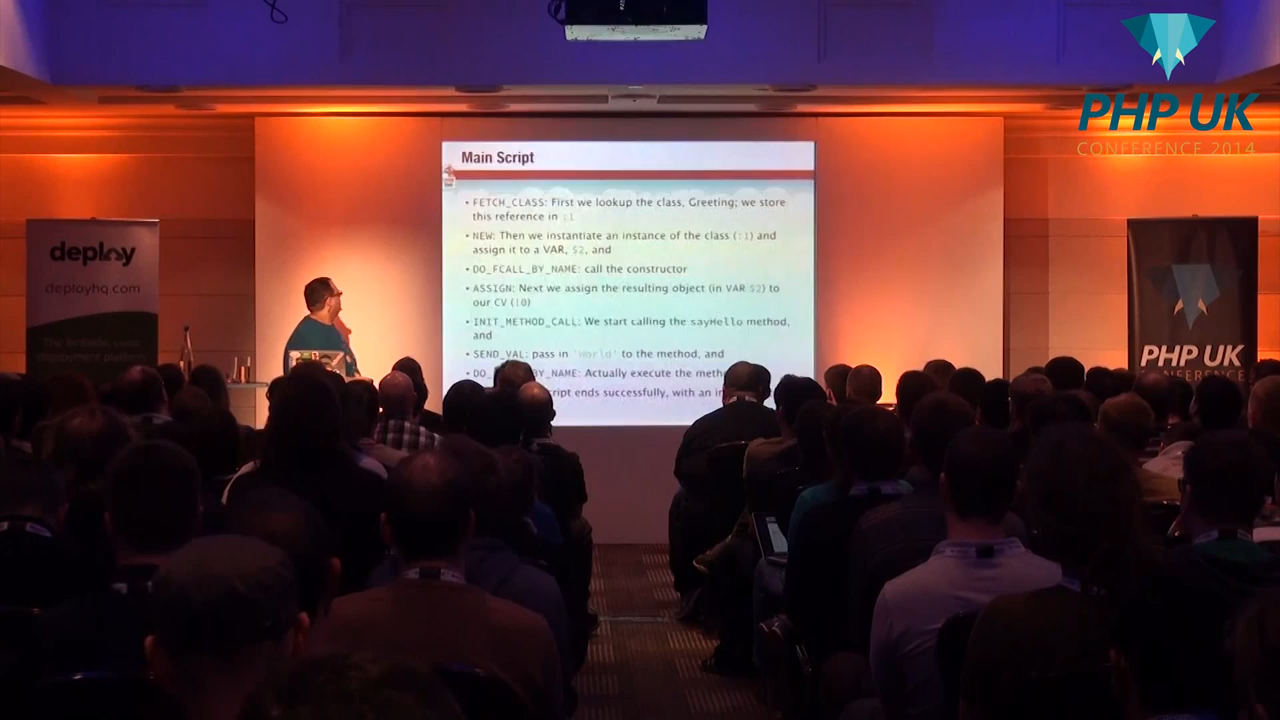 PHP UK
CONFERENCE 2014
Main Script
• FETCH_CLASS: First we lookup the class, Greeting; we store
this reference in :1
• NEW: Then we instantiate an instance of the class (:1) and
assign it to a VAR, $2, and
• DO_FCALL_BY_NAME: call the constructor
• ASSIGN: Next we assign the resulting object (in VAR $2) to
our CV (!0)
• INIT_METHOD_CALL: We start calling the sayHello method,
and
• SEND_VAL: pass in 'World' to the method, and
• DO_ BY_NAME: Actually execute the
ends successfully, with an
deploy
deployhq.com
deployment platform
PHP UK
CONFERENCE